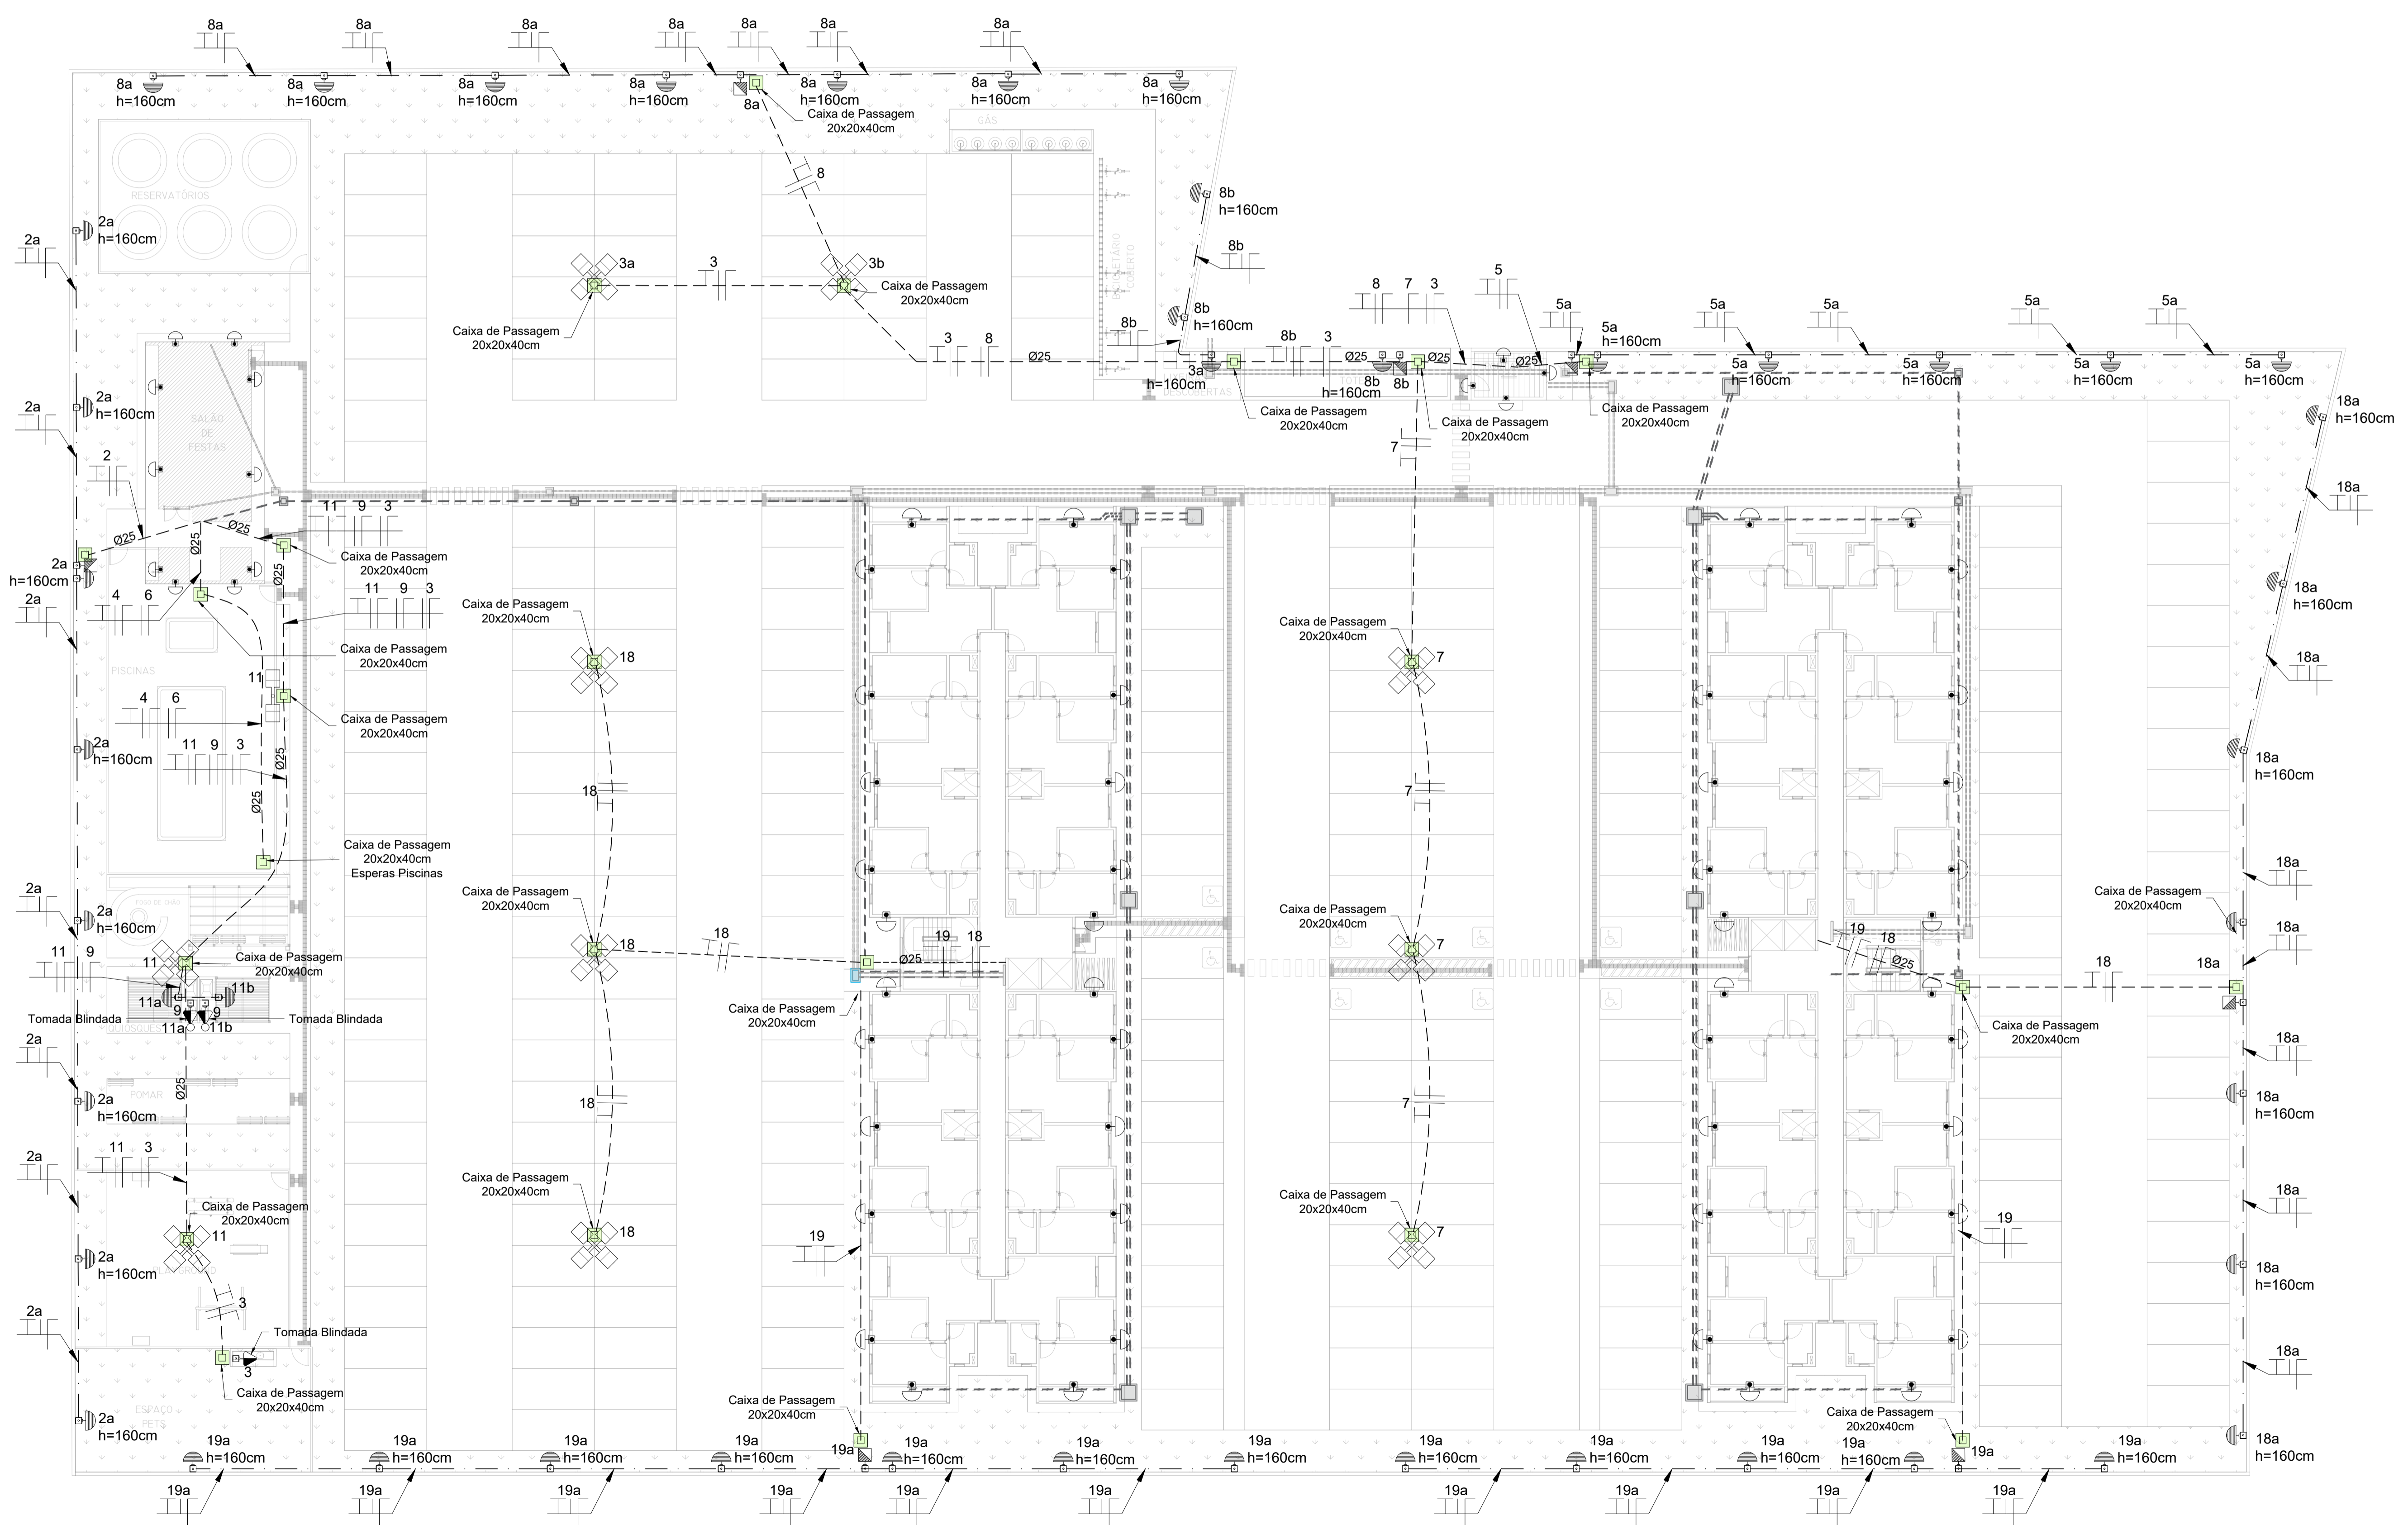 8a
8a
8a
8a
8a
8a
8a
8a
h=160cm
8a
h=160cm
8a
h=160cm
8a
h=160cm
8a
8a
h=160cm
8a
h=160cm
8a
h=160cm
Caixa de Passagem
20x20x40cm
GÁS
RESERVATÓRIOS
8
2a
h=160cm
2a
8b
h=160cm
8b
3a
3
3b
Caixa de Passagem
20x20x40cm
Caixa de Passagem
20x20x40cm
COBERTO
8b
h=160cm
8b
3
8
Ø25
8b
3
Ø25
8
7
3
Ø25
5
Ø25
5a
5a
h=160cm
5a
5a
5a
5a
3a
h=160cm
8b
h=160cm
8b
5a
h=160cm
5a
h=160cm
5a
h=160cm
5a
h=160cm
DESCOBERTAS
Caixa de Passagem
20x20x40cm
Caixa de Passagem
20x20x40cm
Caixa de Passagem
20x20x40cm
7
18a
h=160cm
18a
18a
h=160cm
18a
18a
h=160cm
2a
h=160cm
2a
SALÃO
DE
FESTAS
2
Ø25
Ø25
Ø25
11
9
3
Caixa de Passagem
20x20x40cm
2a
h=160cm
2a
4
6
Ø25
11
9
3
Caixa de Passagem
20x20x40cm
PISCINAS
11
Caixa de Passagem
20x20x40cm
4
6
11
9
3
Ø25
Ø25
2a
h=160cm
Caixa de Passagem
20x20x40cm
Esperas Piscinas
Caixa de Passagem
20x20x40cm
18
18
Caixa de Passagem
20x20x40cm
18
18
18
Caixa de Passagem
20x20x40cm
18
Caixa de Passagem
20x20x40cm
7
7
Caixa de Passagem
20x20x40cm
7
7
Caixa de Passagem
20x20x40cm
7
2a
2a
h=160cm
FOGO DE CHÃO
11
9
11
Caixa de Passagem
20x20x40cm
11a
11b
9
9
Tomada Blindada
11a
11b
Tomada Blindada
QUIOSQUES
Ø25
19
18
Caixa de Passagem
20x20x40cm
19
18
Ø25
18
Caixa de Passagem
20x20x40cm
18a
18a
Caixa de Passagem
20x20x40cm
18a
18a
18a
h=160cm
18a
18a
h=160cm
18a
18a
h=160cm
2a
2a
h=160cm
POMAR
Ø25
2a
11
3
Caixa de Passagem
20x20x40cm
11
2a
h=160cm
2a
3
Tomada Blindada
3
Caixa de Passagem
20x20x40cm
ESPAÇO
PETS
2a
h=160cm
19
19
Caixa de Passagem
20x20x40cm
19a
Caixa de Passagem
20x20x40cm
19a
19a
h=160cm
19a
h=160cm
19a
h=160cm
19a
h=160cm
19a
h=160cm
19a
h=160cm
19a
h=160cm
19a
h=160cm
19a
h=160cm
19a
h=160cm
19a
h=160cm
19a
19a
19a
19a
19a
19a
19a
19a
19a
19a